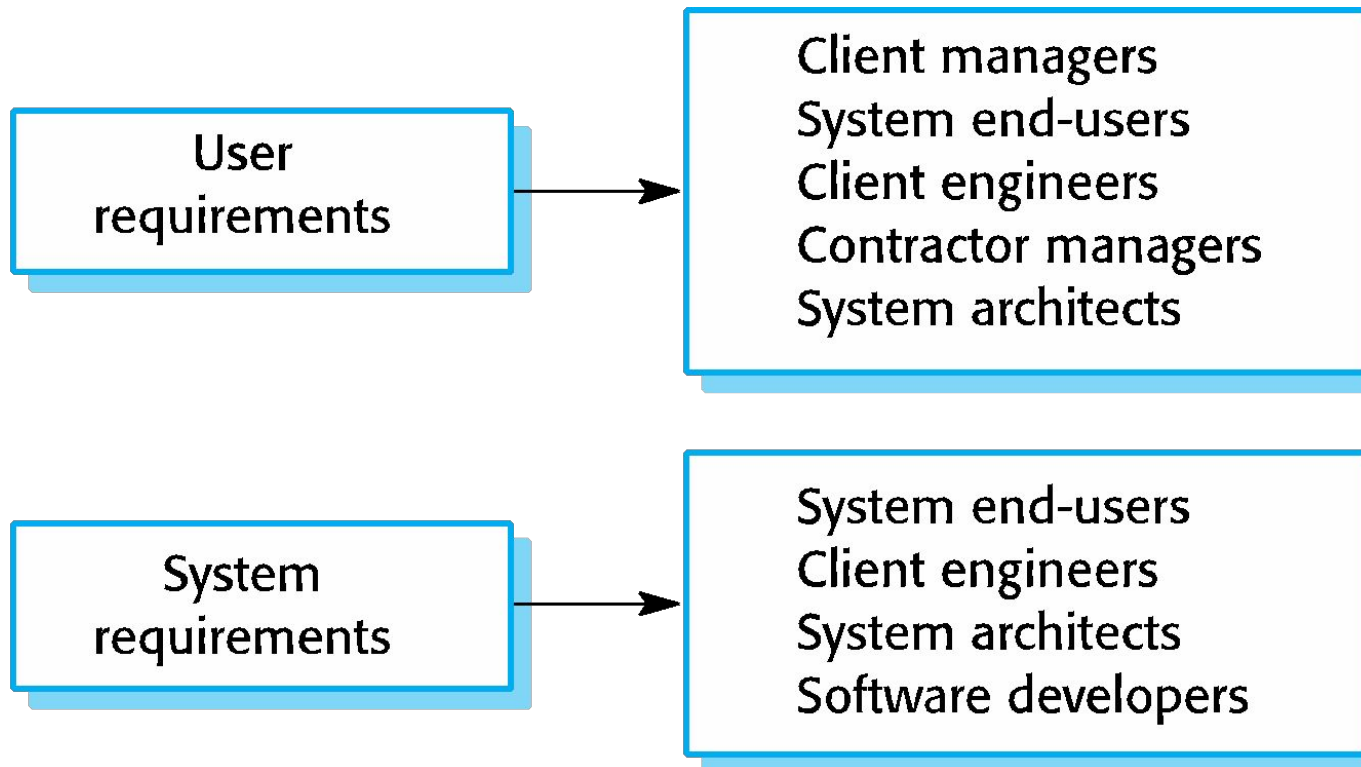 User
requirements
Client managers
System end-users
Client engineers
Contractor managers
System architects
System
requirements
System end-users
Client engineers
System architects
Software developers